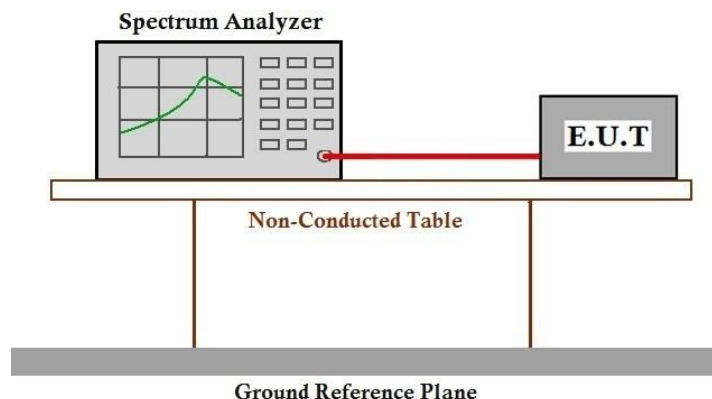 Spectrum Analyzer
E.U.T
Non-Conducted Table
Ground Reference Plane